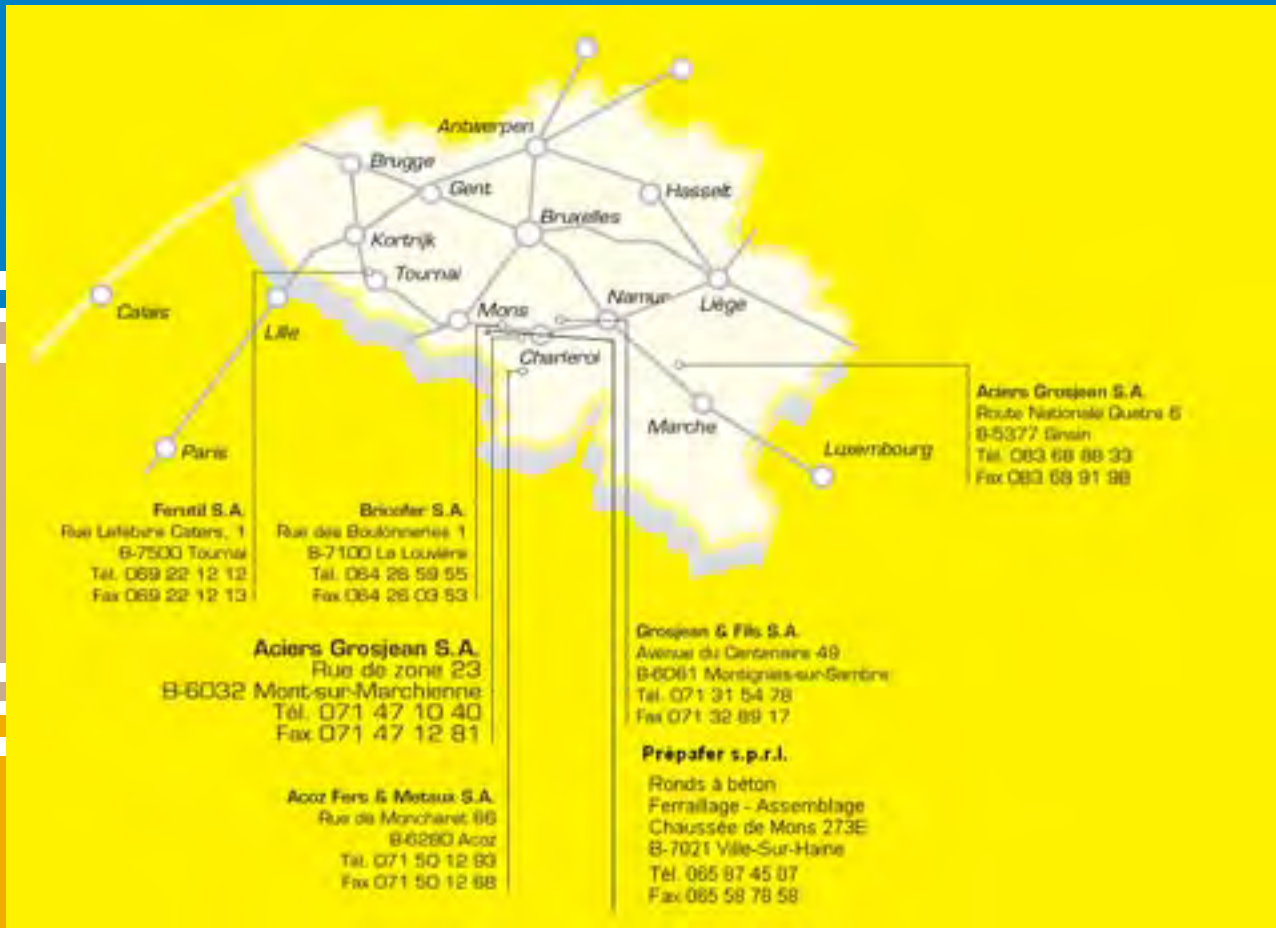 Antwerpen
Brugge
Gent
Hasselt
Bruxelles
Kortrijk
Tournai
Calais
Lille
Mons
Namur
Liège
Charleroi
Marche
Paris
Luxembourg
Aciers Grosjean S.A.
Route Nationale Quatre 6
B-5377 Sinsin
Tél. 083 68 88 33
Fax 083 68 91 98
Ferutil S.A.
Rue Lefebvre Caters, 1
B-7500 Tournai
Tél. 069 22 12 12
Fax 069 22 12 13
Bricofer S.A.
Rue des Boulonneries 1
B-7100 La Louvière
Tél. 064 26 59 55
Fax 064 26 03 53
Aciers Grosjean S.A.
Rue de zone 23
B-6032 Mont-sur-Marchienne
Tél. 071 47 10 40
Fax 071 47 12 81
Grosjean & Fils S.A.
Avenue du Centenaire 49
B-6061 Montignies-sur-Sambre
Tél. 071 31 54 78
Fax 071 32 89 17
Acoz Fers & Metaux S.A.
Rue de Moncheret 66
B-6280 Acoz
Tél. 071 50 12 93
Fax 071 50 12 68
Prépafer s.p.r.l.
Ronds à béton
Ferraillage - Assemblage
Chaussée de Mons 273E
B-7021 Ville-Sur-Haine
Tél. 065 87 45 07
Fax 065 58 78 58